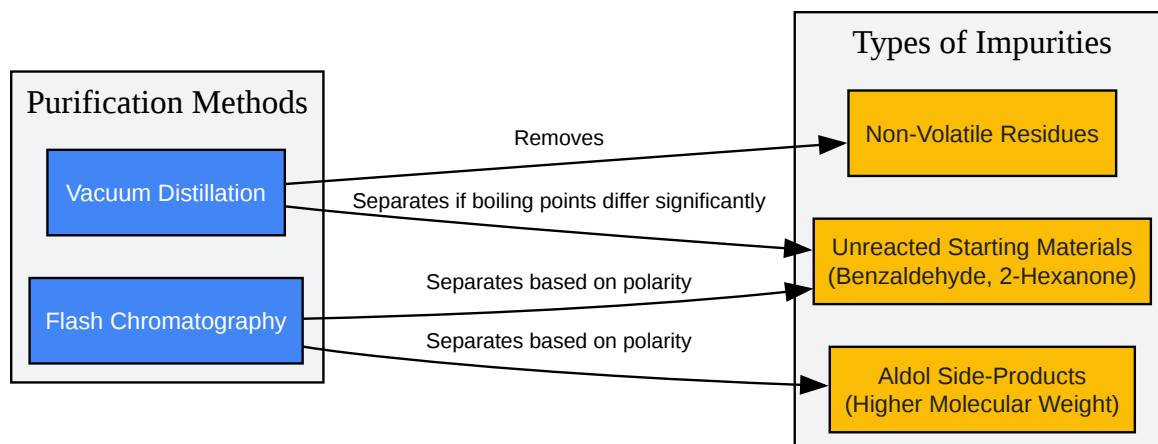 Purification Methods
Vacuum Distillation
Flash Chromatography
Removes
Separates if boiling points differ significantly
Separates based on polarity
Separates based on polarity
Types of Impurities
Non-Volatile Residues
Unreacted Starting Materials
(Benzaldehyde, 2-Hexanone)
Aldol Side-Products
(Higher Molecular Weight)